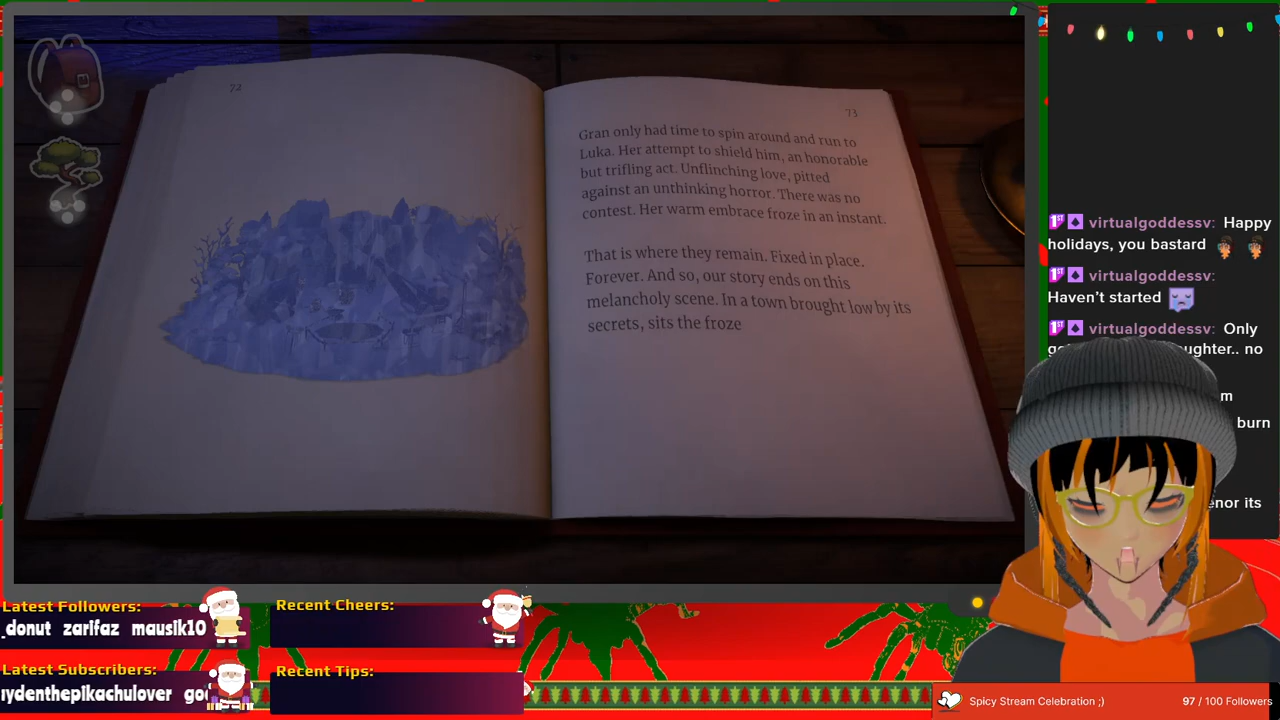 72
73
Gran only had time to spin around and run to
Luka. Her attempt to shield him, an honorable
but trifling act. Unflinching love, pitted
against an unthinking horror. There was no
contest. Her warm embrace froze in an instant.
That is where they remain. Fixed in place.
Forever. And so, our story ends on this
melancholy scene. In a town brought low by its
secrets, sits the froze
virtualgoddessv: Happy
holidays, you bastard
virtualgoddessv:
Haven't started
virtualgoddessv: Only
burn
its
Latest Followers:
_donut zarifaz mausik10
Recent Cheers:
Latest Subscribers:
ydenthepikachulover
Recent Tips:
Spicy Stream Celebration ;)
97 / 100 Followers